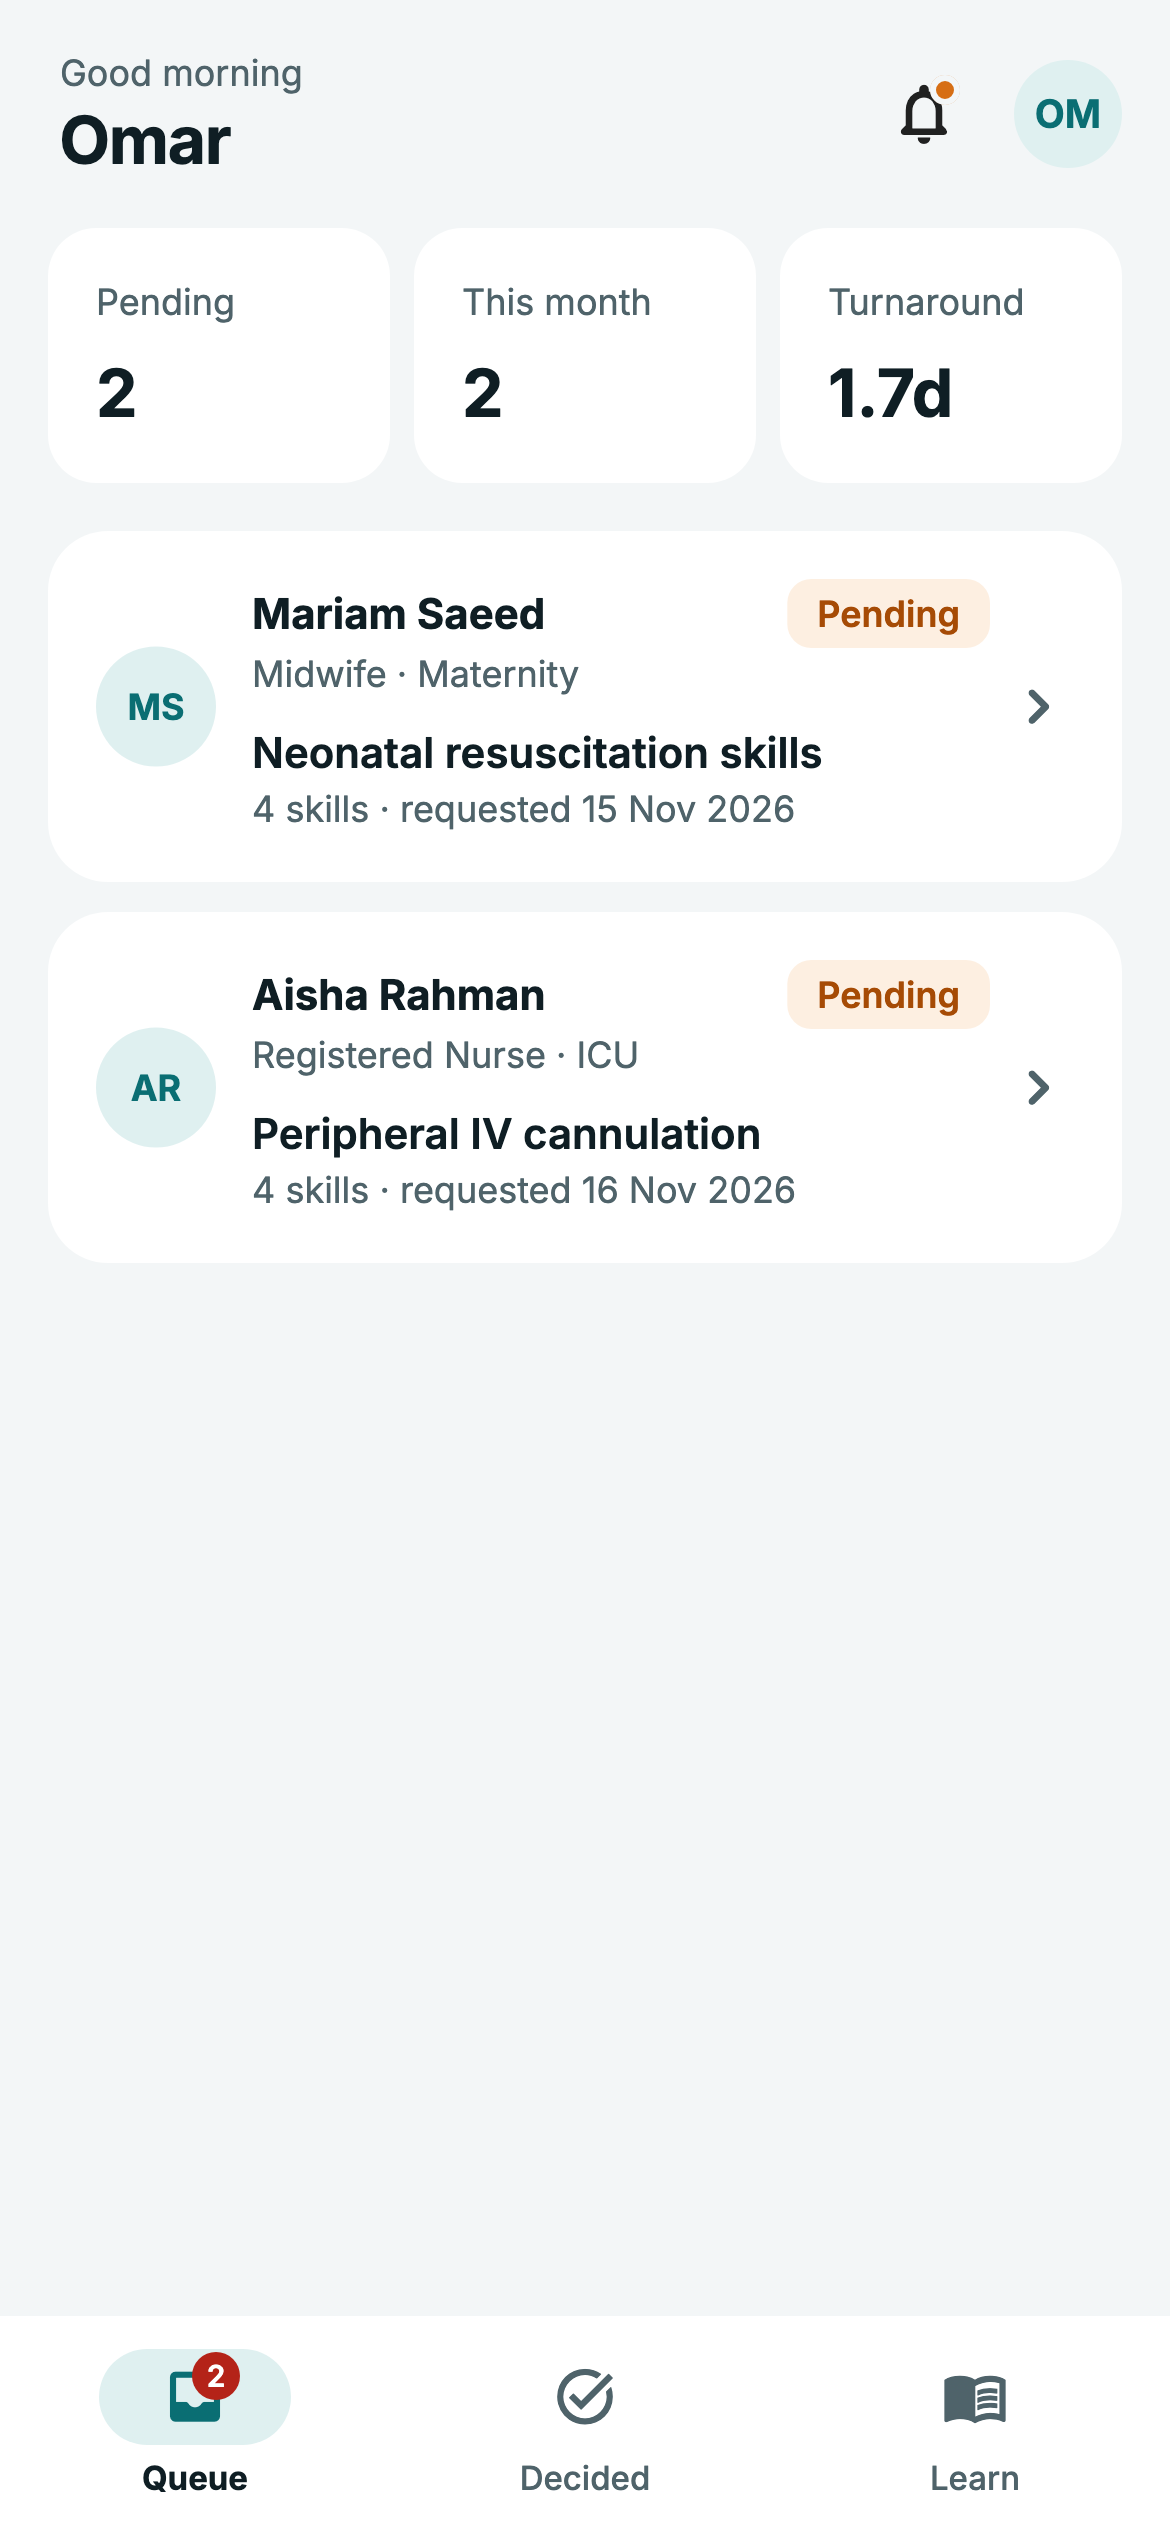 Good morning
Omar
OM
Pending
2
This month
2
Turnaround
1.7d
MS
Mariam Saeed
Pending
Midwife · Maternity
Neonatal resuscitation skills
4 skills · requested 15 Nov 2026
AR
Aisha Rahman
Pending
Registered Nurse · ICU
Peripheral IV cannulation
4 skills · requested 16 Nov 2026
2
Queue
Decided
Learn